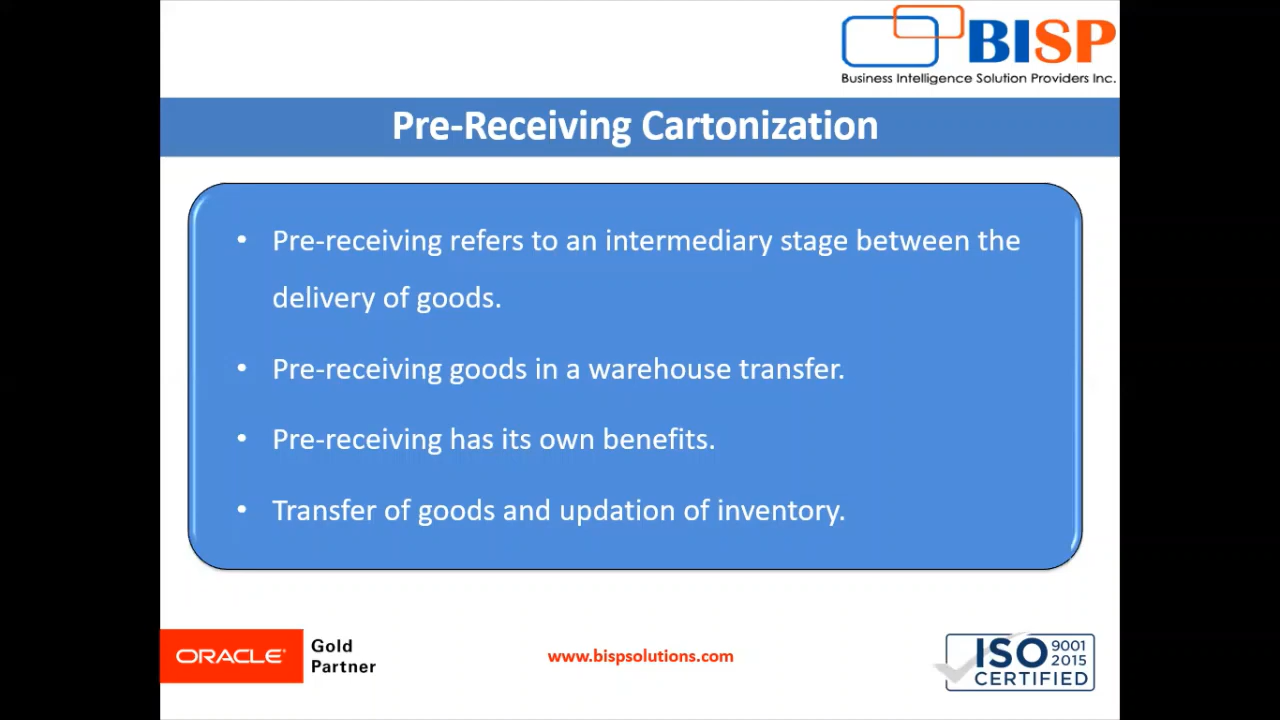 BISP
Business Intelligence Solution Providers Inc.
Pre-Receiving Cartonization
• Pre-receiving refers to an intermediary stage between the
delivery of goods.
• Pre-receiving goods in a warehouse transfer.
• Pre-receiving has its own benefits.
• Transfer of goods and updation of inventory.
ORACLE
Gold
Partner
www.bispsolutions.com
ISO 9001
2015
CERTIFIED